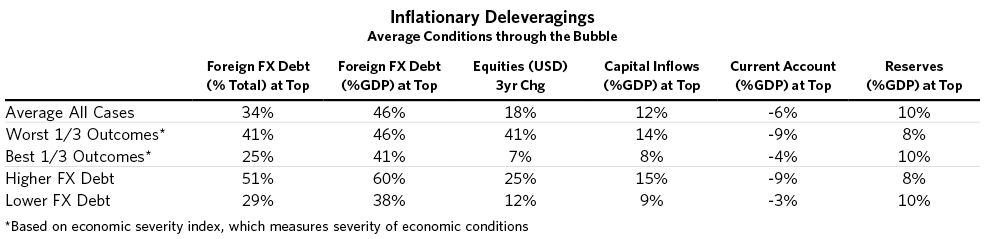 Inflationary Deleveragings
Average Conditions through the Bubble
Foreign FX Debt Foreign FX Debt Equities (USD) Capital Inflows Current Account Reserves
(% Total) at Top (%GDP) at Top 3yr Chg (%GDP) at Top (%GDP) at Top (%GDP) at Top
Average All Cases 34% 46% 18% 12% -6% 10%
Worst 1/3 Outcomes* 41% 46% 41% 14% -9% 8%
Best 1/3 Outcomes* 25% 41% 7% 8% -4% 10%
Higher FX Debt 51% 60% 25% 15% -9% 8%
Lower FX Debt 29% 38% 12% 9% -3% 10%
*Based on economic severity index, which measures severity of economic conditions